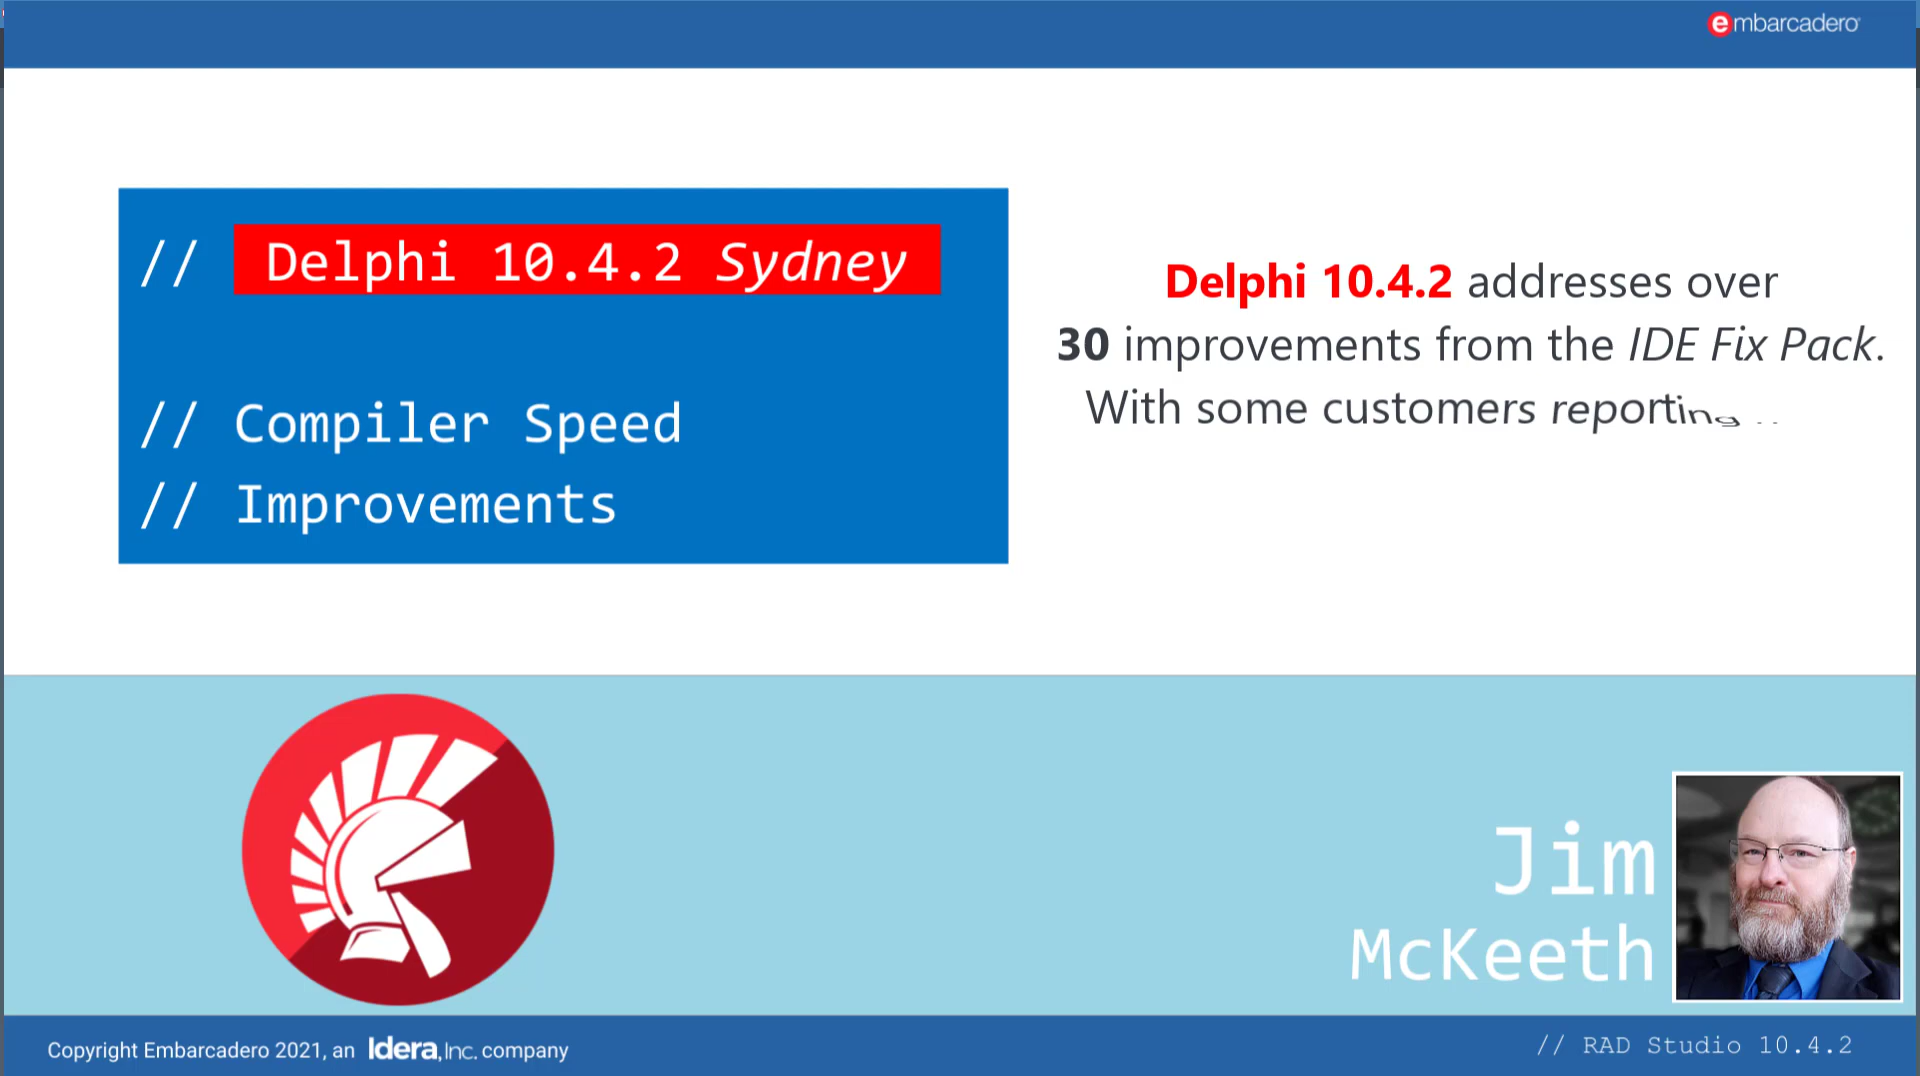 embarcadero
// Delphi 10.4.2 Sydney
// Compiler Speed
// Improvements
Delphi 10.4.2 addresses over
30 improvements from the IDE Fix Pack.
With some customers reporting ..
Jim
McKeeth
Copyright Embarcadero 2021, an Idera, Inc. company
// RAD Studio 10.4.2